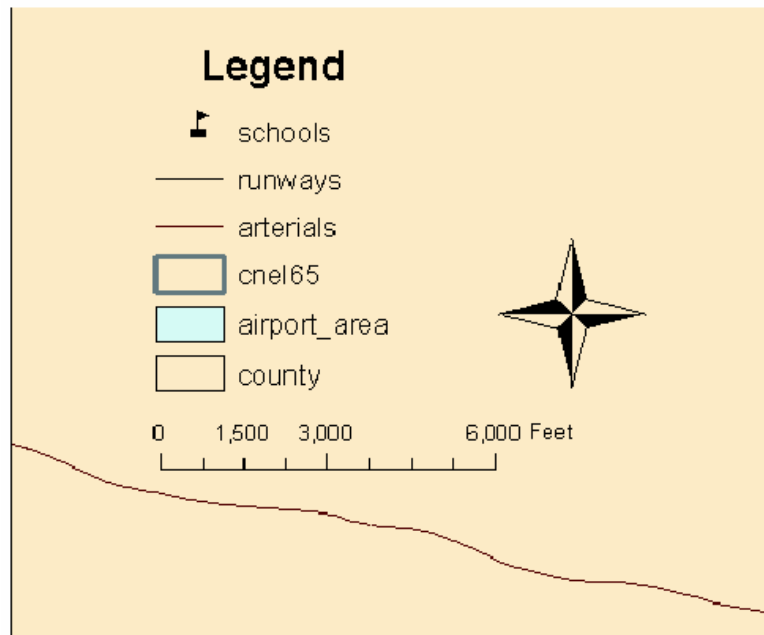 Legend
schools
runways
arterials
cnel65
airport_area
county
0 1,500 3,000 6,000 Feet